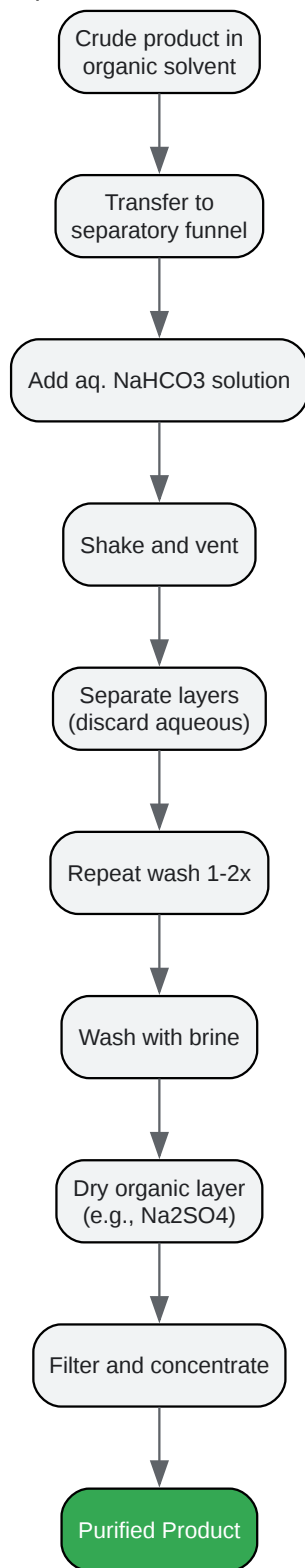 Crude product in
organic solvent
Transfer to
separatory funnel
Add aq. NaHCO3 solution
Shake and vent
Separate layers
(discard aqueous)
Repeat wash 1-2x
Wash with brine
Dry organic layer
(e.g., Na2SO4)
Filter and concentrate
Purified Product